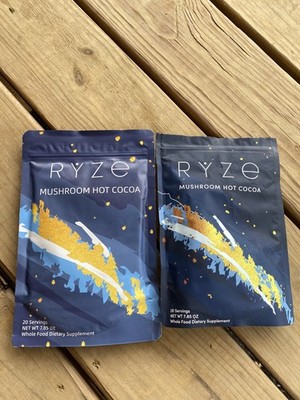 RYZE
MUSHROOM HOT COCOA
20 Servings
NET WT 7.05 oz
Whole Food Dietary Supplement
RYZE
MUSHROOM HOT COCOA
20 Servings
NET WT 7.05 OZ
Whole Food Dietary Supplement